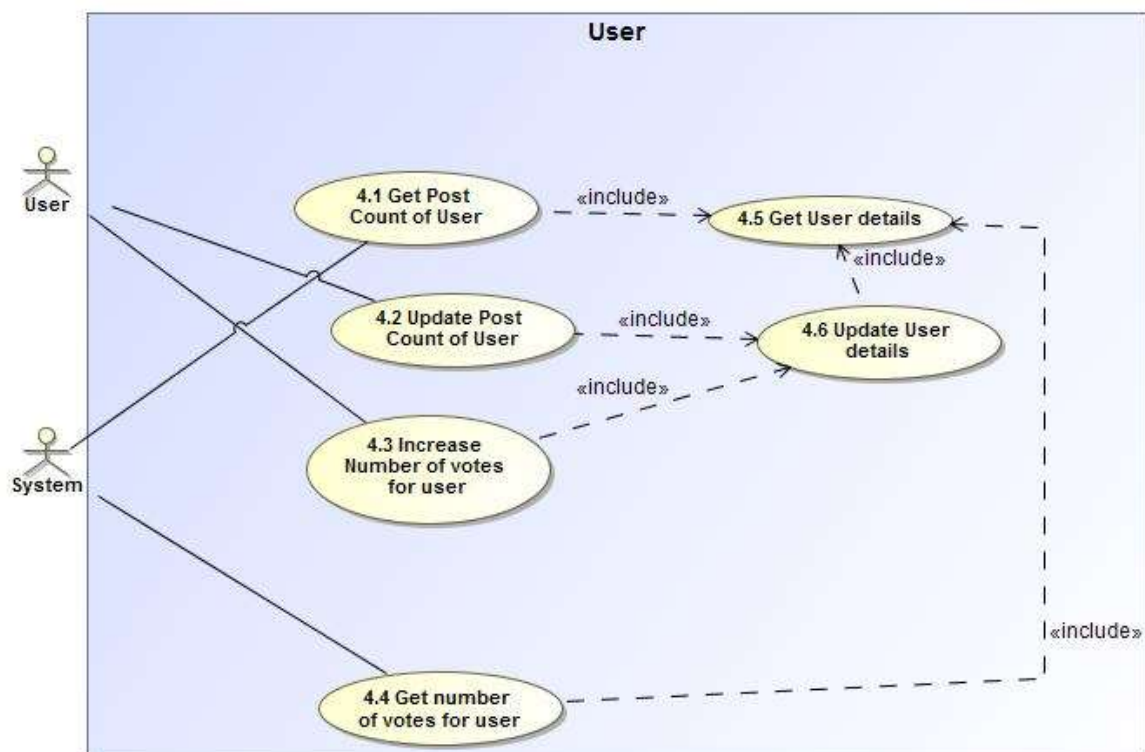 User
User
4.1 Get Post
Count of User
«include»
4.5 Get User details
«include»
4.2 Update Post
Count of User
«include»
4.6 Update User
details
«include»
4.3 Increase
Number of votes
for user
System
«include»
4.4 Get number
of votes for user